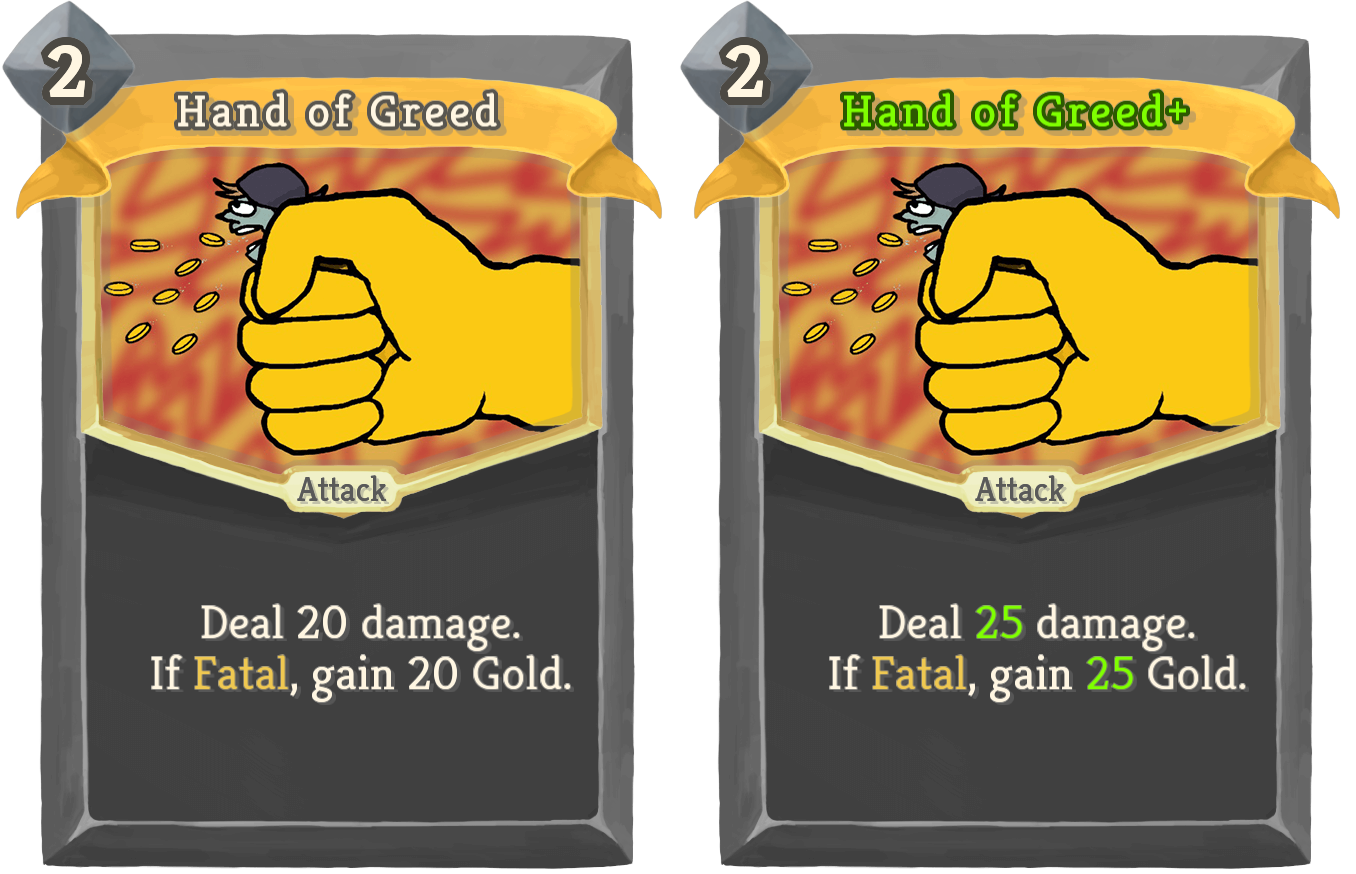 2
Hand of Greed
Attack
Deal 20 damage.
If Fatal, gain 20 Gold.
2
Hand of Greed+
Attack
Deal 25 damage.
If Fatal, gain 25 Gold.